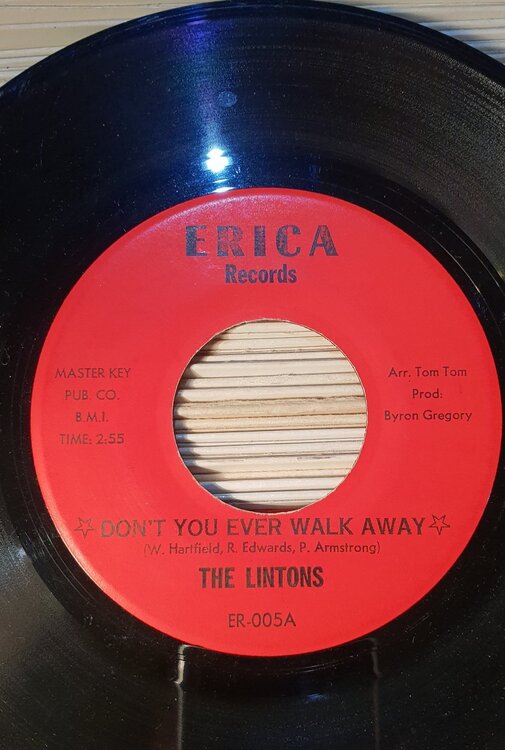 ERICA
Records
MASTER KEY
PUB. CO.
B.M.I.
TIME: 2:55
Arr. Tom Tom
Prod:
Byron Gregory
DON'T YOU EVER WALK AWAY
(W. Hartfield, R. Edwards, P. Armstrong)
THE LINTONS
ER-005A